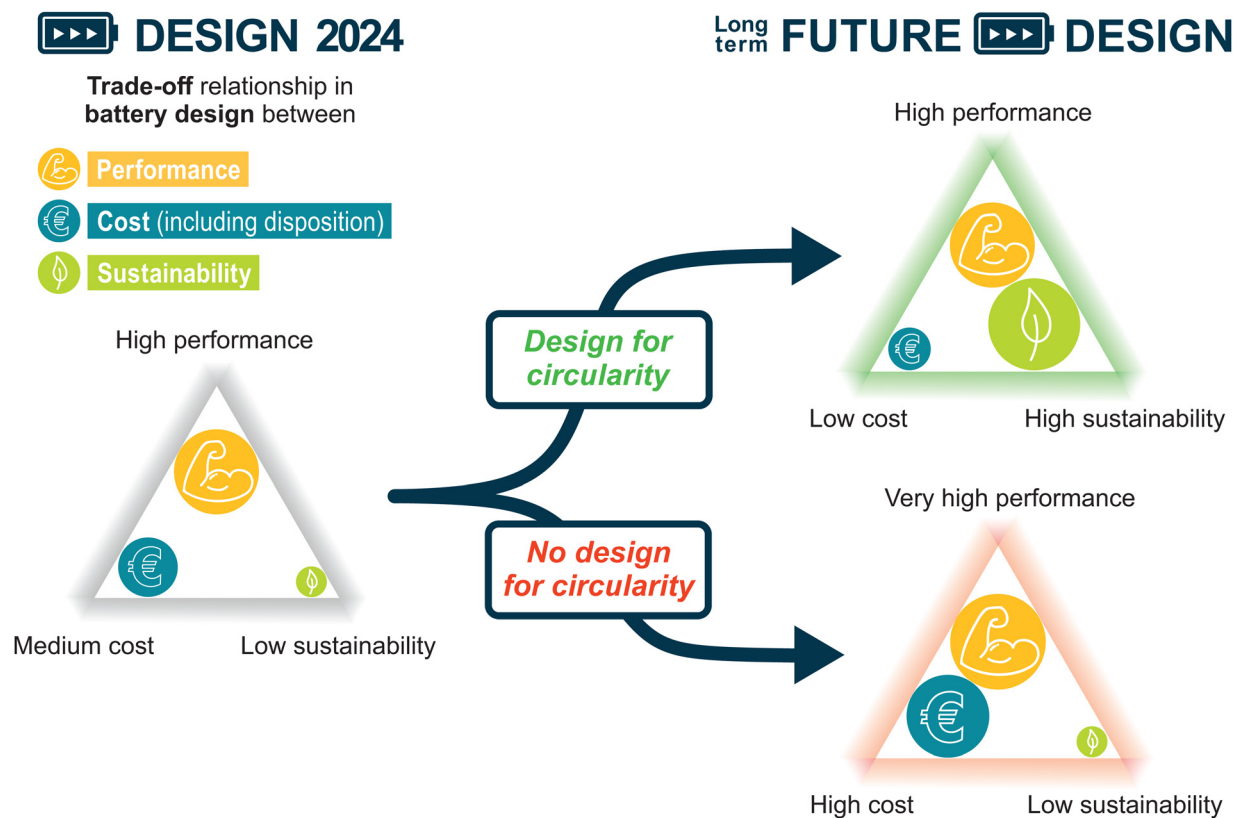 DESIGN 2024
Trade-off relationship in
battery design between
Performance
€ Cost (including disposition)
Sustainability
High performance
€
Medium cost
Low sustainability
Design for
circularity
No design
for circularity
Long
term
FUTURE DESIGN
High performance
€
Low cost
High sustainability
Very high performance
€
High cost
Low sustainability